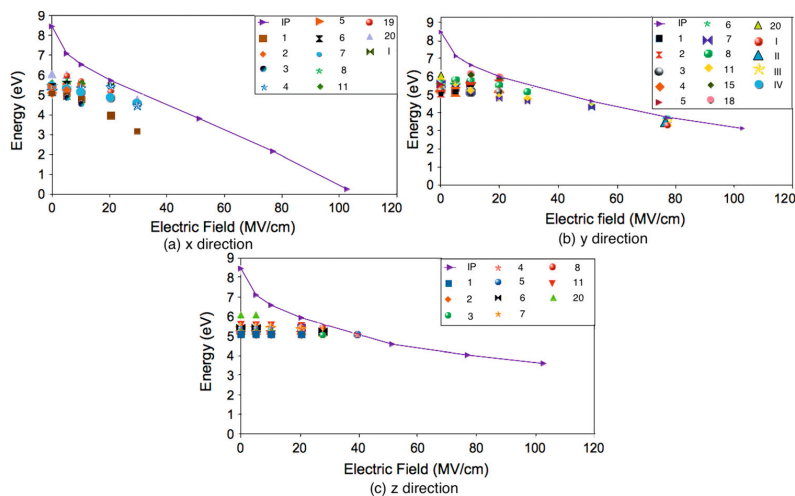 9
8
7
6
5
4
3
2
1
0
Energy (eV)
0 20 40 60 80 100 120
Electric Field (MV/cm)
(a) x direction
IP 5 19
1 6 20
2 7 I
3 8
4 11
9
8
7
6
5
4
3
2
1
0
Energy (eV)
0 20 40 60 80 100 120
Electric field (MV/cm)
(b) y direction
IP 6 20
1 7 I
2 8 II
3 11 III
4 15 IV
5 18
9
8
7
6
5
4
3
2
1
0
Energy (eV)
0 20 40 60 80 100 120
Electric Field (MV/cm)
(c) z direction
IP 4 8
1 5 11
2 6 20
3 7